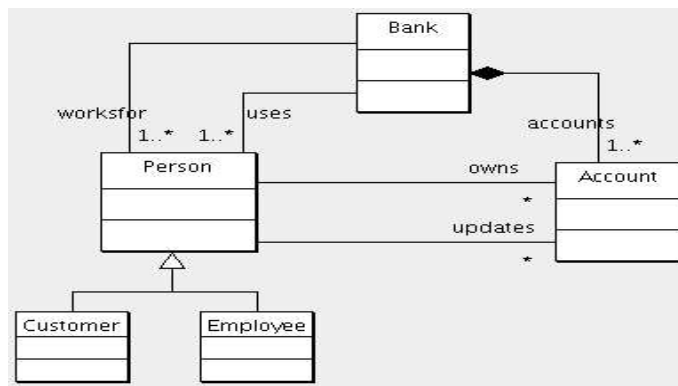 Bank
worksfor
uses
1..*
1..*
accounts
1..*
Person
owns
*
Account
updates
*
Customer
Employee